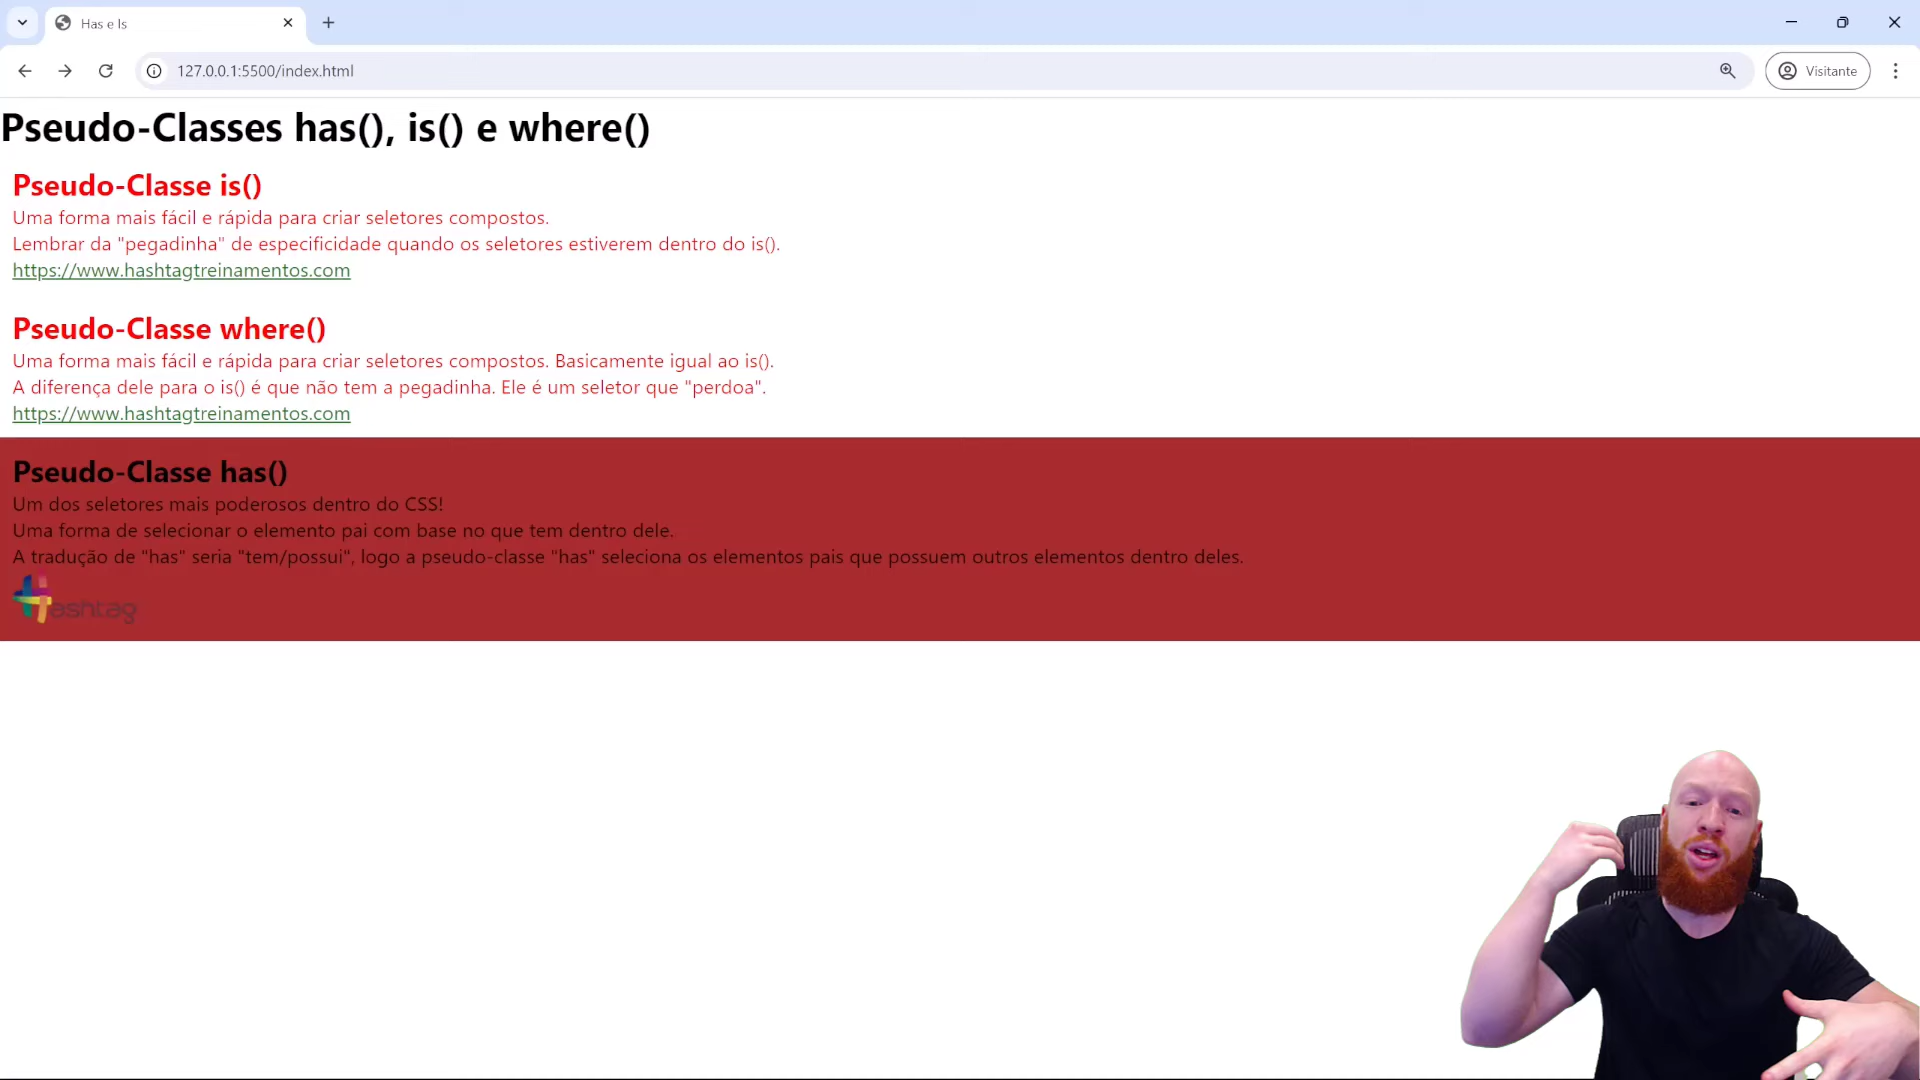 Has e Is
127.0.0.1:5500/index.html
Visitante
Pseudo-Classes has(), is() e where()
Pseudo-Classe is()
Uma forma mais fácil e rápida para criar seletores compostos.
Lembrar da "pegadinha" de especificidade quando os seletores estiverem dentro do is().
https://www.hashtagtreinamentos.com
Pseudo-Classe where()
Uma forma mais fácil e rápida para criar seletores compostos. Basicamente igual ao is().
A diferença dele para o is() é que não tem a pegadinha. Ele é um seletor que "perdoa".
https://www.hashtagtreinamentos.com
Pseudo-Classe has()
Um dos seletores mais poderosos dentro do CSS!
Uma forma de selecionar o elemento pai com base no que tem dentro dele.
A tradução de "has" seria "tem/possui", logo a pseudo-classe "has" seleciona os elementos pais que possuem outros elementos dentro deles.
Hashtag